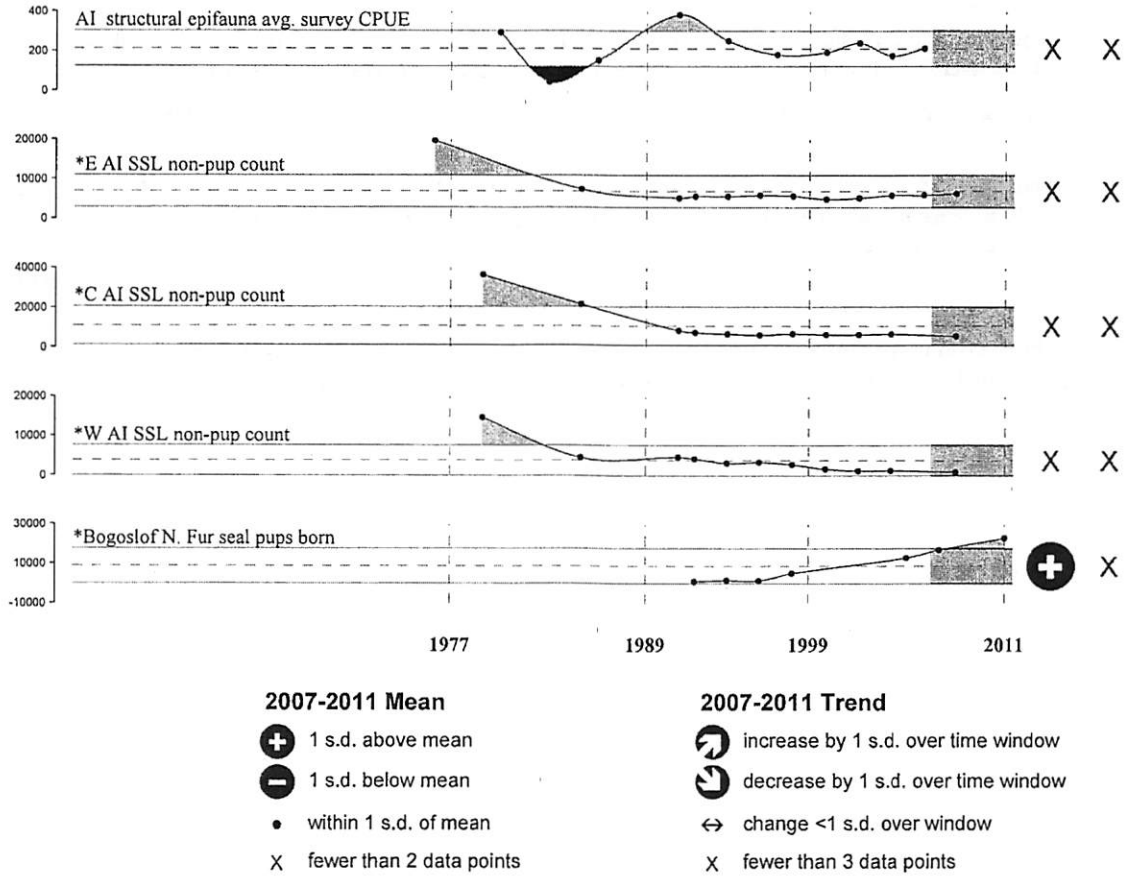 AI structural epifauna avg. survey CPUE
400
200
0
X X
*E AI SSL non-pup count
20000
10000
0
X X
*C AI SSL non-pup count
40000
20000
0
X X
*W AI SSL non-pup count
20000
10000
0
X X
*Bogoslof N. Fur seal pups born
30000
10000
-10000
+ X
1977 1989 1999 2011
2007-2011 Mean
+ 1 s.d. above mean
− 1 s.d. below mean
• within 1 s.d. of mean
X fewer than 2 data points
2007-2011 Trend
increase by 1 s.d. over time window
decrease by 1 s.d. over time window
↔ change <1 s.d. over window
X fewer than 3 data points